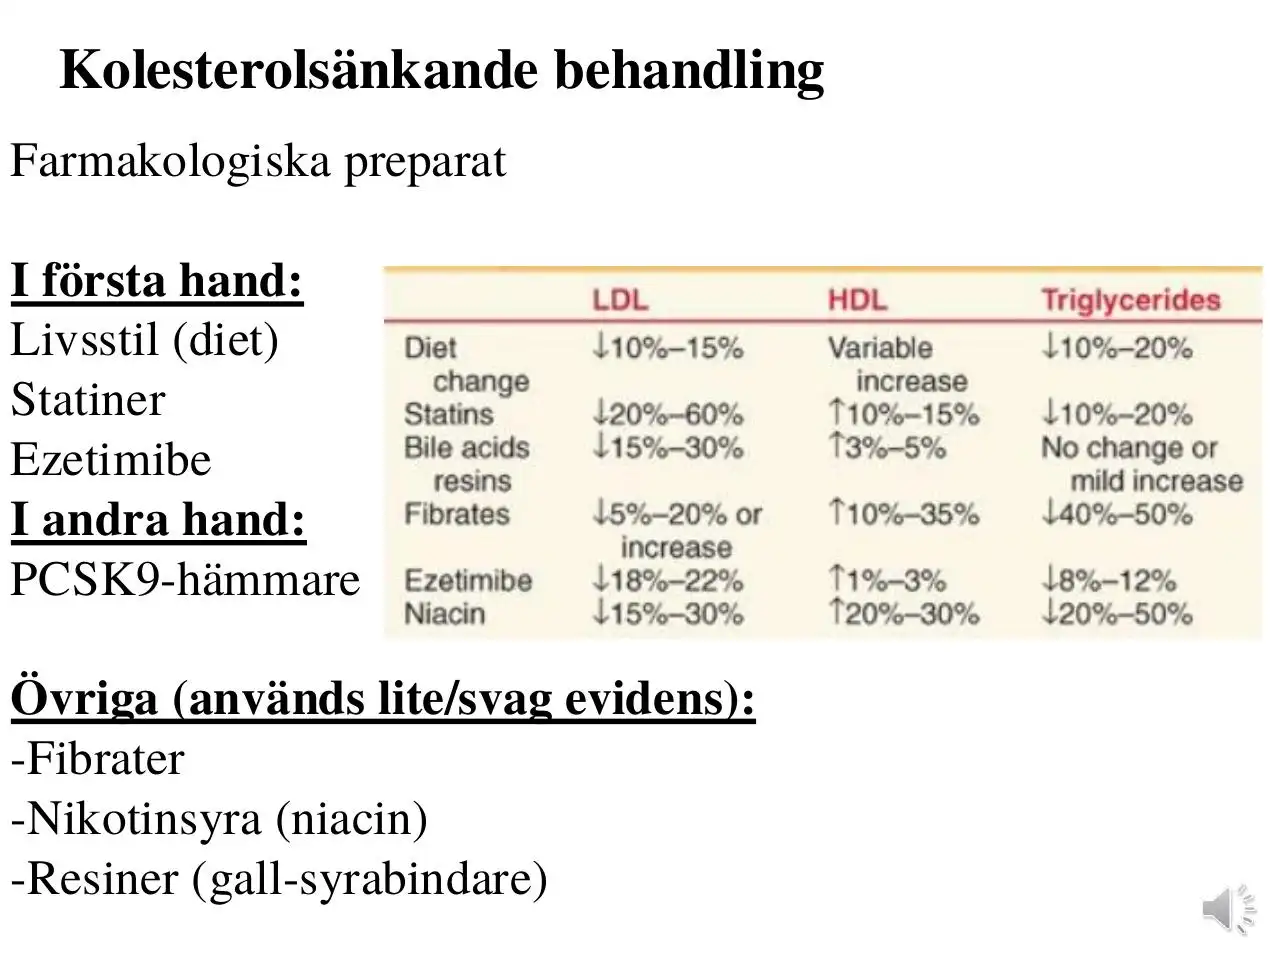 Kolesterolsänkande behandling
Farmakologiska preparat
I första hand:
Livsstil (diet)
Statiner
Ezetimibe
I andra hand:
PCSK9-hämmare
LDL HDL Triglycerides
Diet ↓10%–15% Variable ↓10%–20%
change increase
Statins ↓20%–60% ↑10%–15% ↓10%–20%
Bile acids ↓15%–30% ↑3%–5% No change or
resins mild increase
Fibrates ↓5%–20% or ↑10%–35% ↓40%–50%
increase
Ezetimibe ↓18%–22% ↑1%–3% ↓8%–12%
Niacin ↓15%–30% ↑20%–30% ↓20%–50%
Övriga (används lite/svag evidens):
-Fibrater
-Nikotinsyra (niacin)
-Resiner (gall-syrabindare)